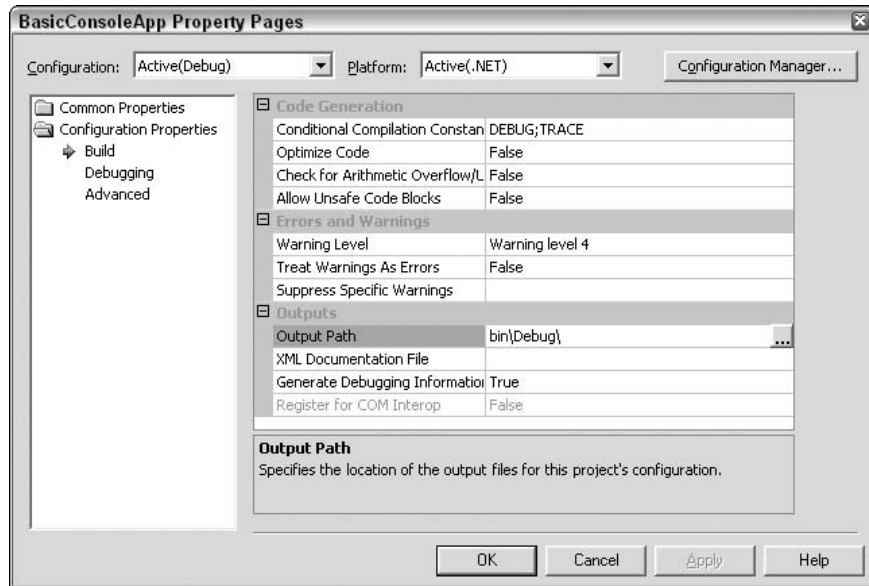 BasicConsoleApp Property Pages
Configuration: Active(Debug) Platform: Active(.NET) Configuration Manager...
Common Properties
Configuration Properties
Build
Debugging
Advanced
Code Generation
Conditional Compilation Constan DEBUG;TRACE
Optimize Code False
Check for Arithmetic Overflow/L False
Allow Unsafe Code Blocks False
Errors and Warnings
Warning Level Warning level 4
Treat Warnings As Errors False
Suppress Specific Warnings
Outputs
Output Path bin\Debug\ ...
XML Documentation File
Generate Debugging Information True
Register for COM Interop False
Output Path
Specifies the location of the output files for this project's configuration.
OK Cancel Apply Help